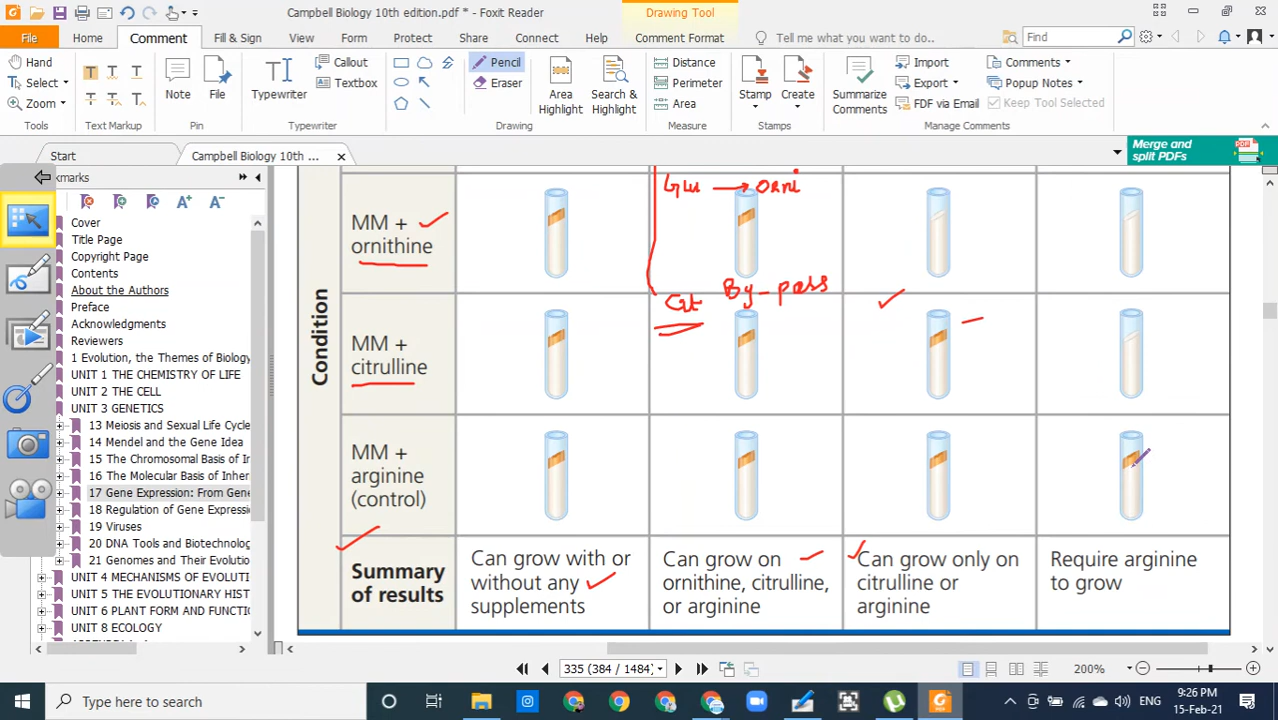 Campbell Biology 10th edition.pdf * - Foxit Reader
Drawing Tool
File
Home
Comment
Fill & Sign
View
Form
Protect
Share
Connect
Help
Comment Format
Tell me what you want to do..
Find
Hand
Select
Zoom
Tools
Text Markup
Note
File
Pin
Typewriter
Callout
Textbox
Typewriter
Pencil
Eraser
Drawing
Area Highlight
Search & Highlight
Distance
Perimeter
Area
Measure
Stamp
Create
Stamps
Summarize Comments
Import
Export
FDF via Email
Comments
Popup Notes
Keep Tool Selected
Manage Comments
Start
Campbell Biology 10th ...
Merge and split PDFs
kmarks
Cover
Title Page
Copyright Page
Contents
About the Authors
Preface
Acknowledgments
Reviewers
1 Evolution, the Themes of Biology
UNIT 1 THE CHEMISTRY OF LIFE
UNIT 2 THE CELL
UNIT 3 GENETICS
13 Meiosis and Sexual Life Cycle
14 Mendel and the Gene Idea
15 The Chromosomal Basis of
16 The Molecular Basis of Inher
17 Gene Expression: From Gene
18 Regulation of Gene Expressi
19 Viruses
20 DNA Tools and Biotechnolog
21 Genomes and Their Evolutio
UNIT 4 MECHANISMS OF EVOLUTI
UNIT 5 THE EVOLUTIONARY HIST
UNIT 6 PLANT FORM AND FUNCTI
UNIT 8 ECOLOGY
Condition
Glu → Orni
MM +
ornithine
By-pass
Cit
MM +
citrulline
MM +
arginine
(control)
Summary
of results
Can grow with or
without any
supplements
Can grow on
ornithine, citrulline,
or arginine
Can grow only on
citrulline or
arginine
Require arginine
to grow
335 (384 / 1484)
200%
Type here to search
ENG
9:26 PM
15-Feb-21